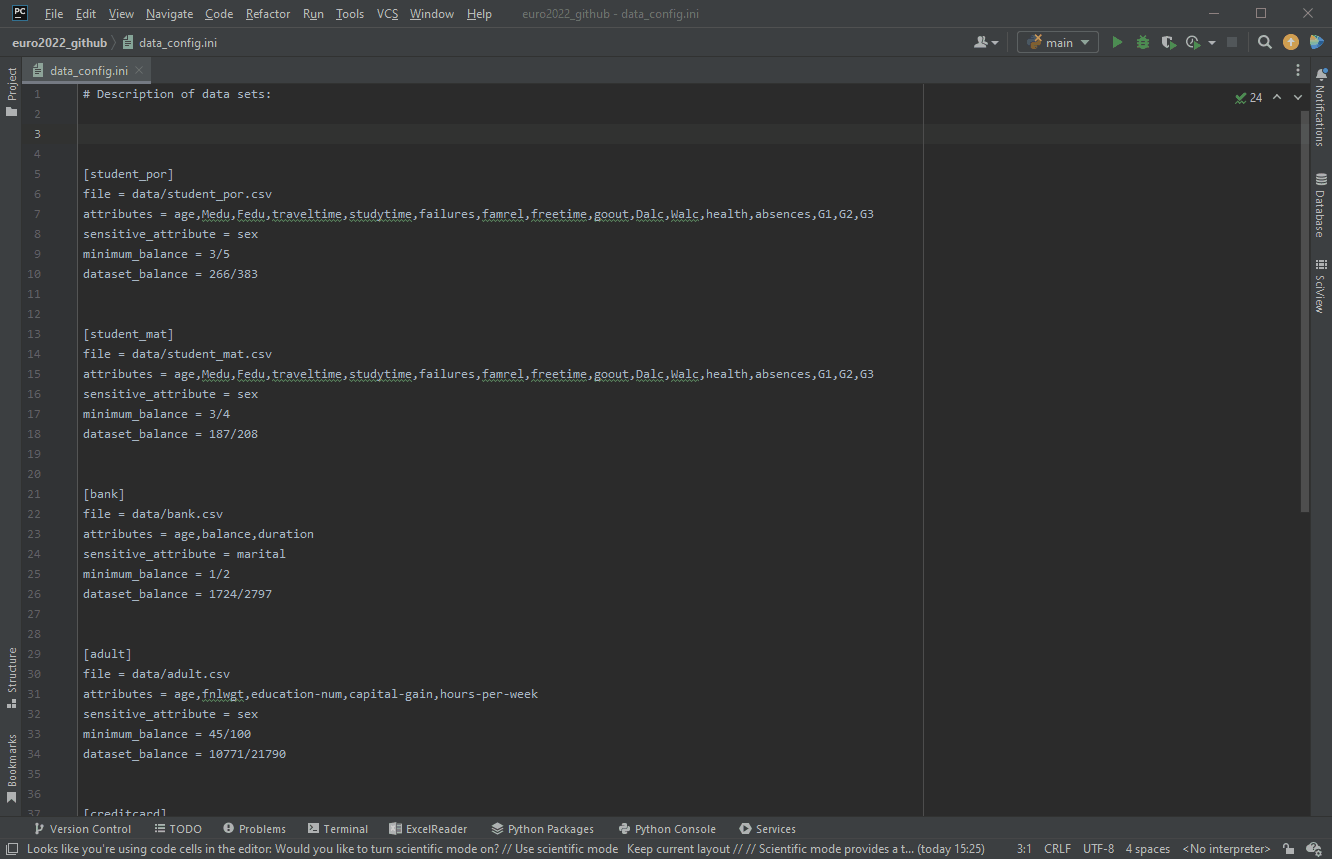 PC File Edit View Navigate Code Refactor Run Tools VCS Window Help euro2022_github - data_config.ini
euro2022_github data_config.ini main
Project
data_config.ini
1 # Description of data sets: 24
2
3
4
5 [student_por]
6 file = data/student_por.csv
7 attributes = age,Medu,Fedu,traveltime,studytime,failures,famrel,freetime,goout,Dalc,Walc,health,absences,G1,G2,G3
8 sensitive_attribute = sex
9 minimum_balance = 3/5
10 dataset_balance = 266/383
11
12
13 [student_mat]
14 file = data/student_mat.csv
15 attributes = age,Medu,Fedu,traveltime,studytime,failures,famrel,freetime,goout,Dalc,Walc,health,absences,G1,G2,G3
16 sensitive_attribute = sex
17 minimum_balance = 3/4
18 dataset_balance = 187/208
19
20
21 [bank]
22 file = data/bank.csv
23 attributes = age,balance,duration
24 sensitive_attribute = marital
25 minimum_balance = 1/2
26 dataset_balance = 1724/2797
27
28
29 [adult]
30 file = data/adult.csv
31 attributes = age,fnlwgt,education-num,capital-gain,hours-per-week
32 sensitive_attribute = sex
33 minimum_balance = 45/100
34 dataset_balance = 10771/21790
35
36
37 [creditcard]
Structure
Bookmarks
Notifications
Database
SciView
Version Control TODO Problems Terminal ExcelReader Python Packages Python Console Services
Looks like you're using code cells in the editor: Would you like to turn scientific mode on? // Use scientific mode Keep current layout // // Scientific mode provides a t... (today 15:25) 3:1 CRLF UTF-8 4 spaces <No interpreter>